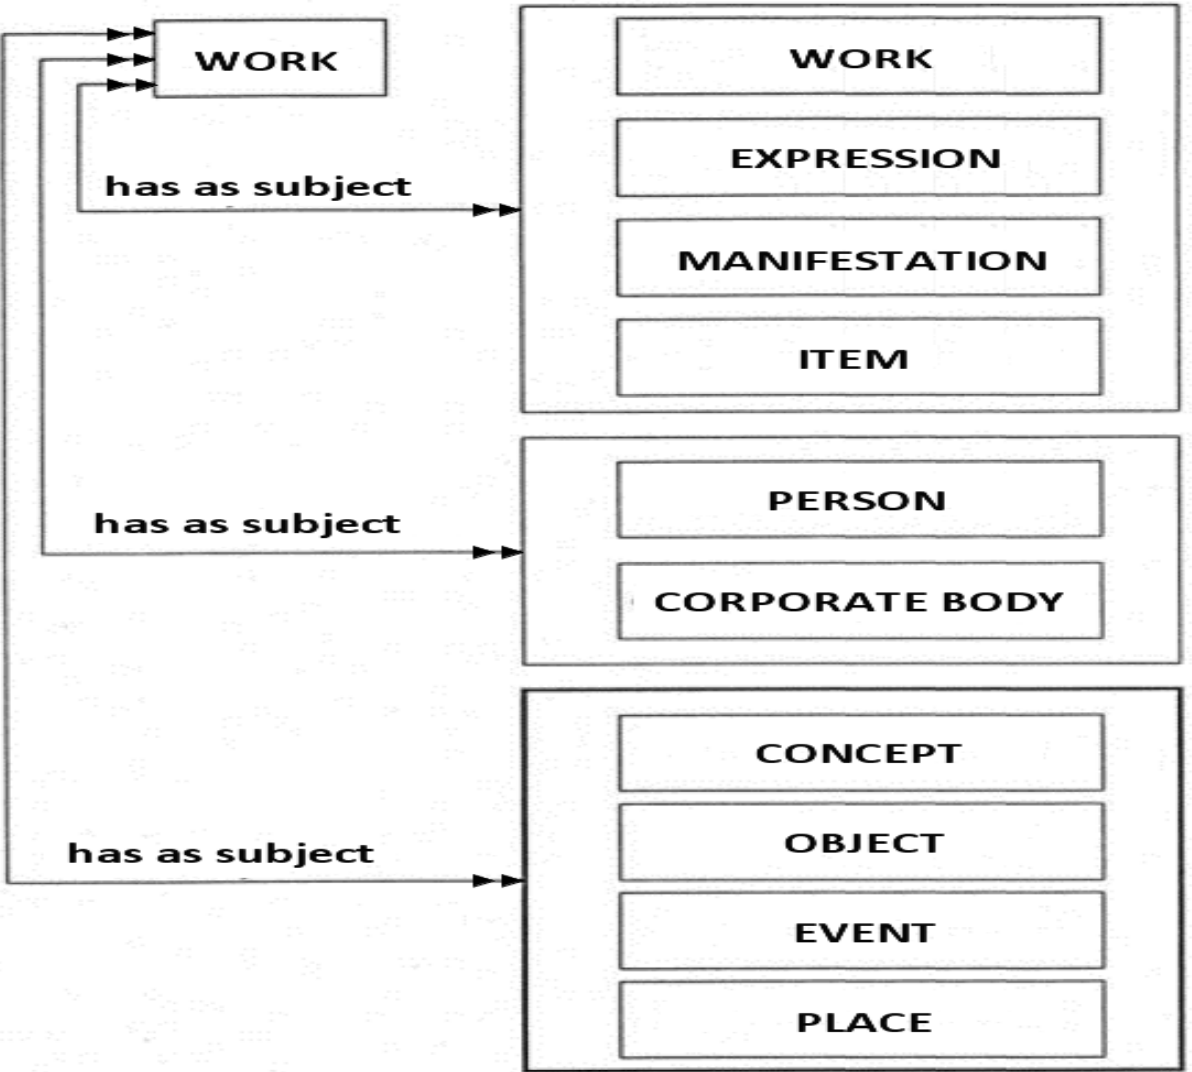 WORK
WORK
EXPRESSION
has as subject
MANIFESTATION
ITEM
PERSON
has as subject
CORPORATE BODY
CONCEPT
OBJECT
has as subject
EVENT
PLACE